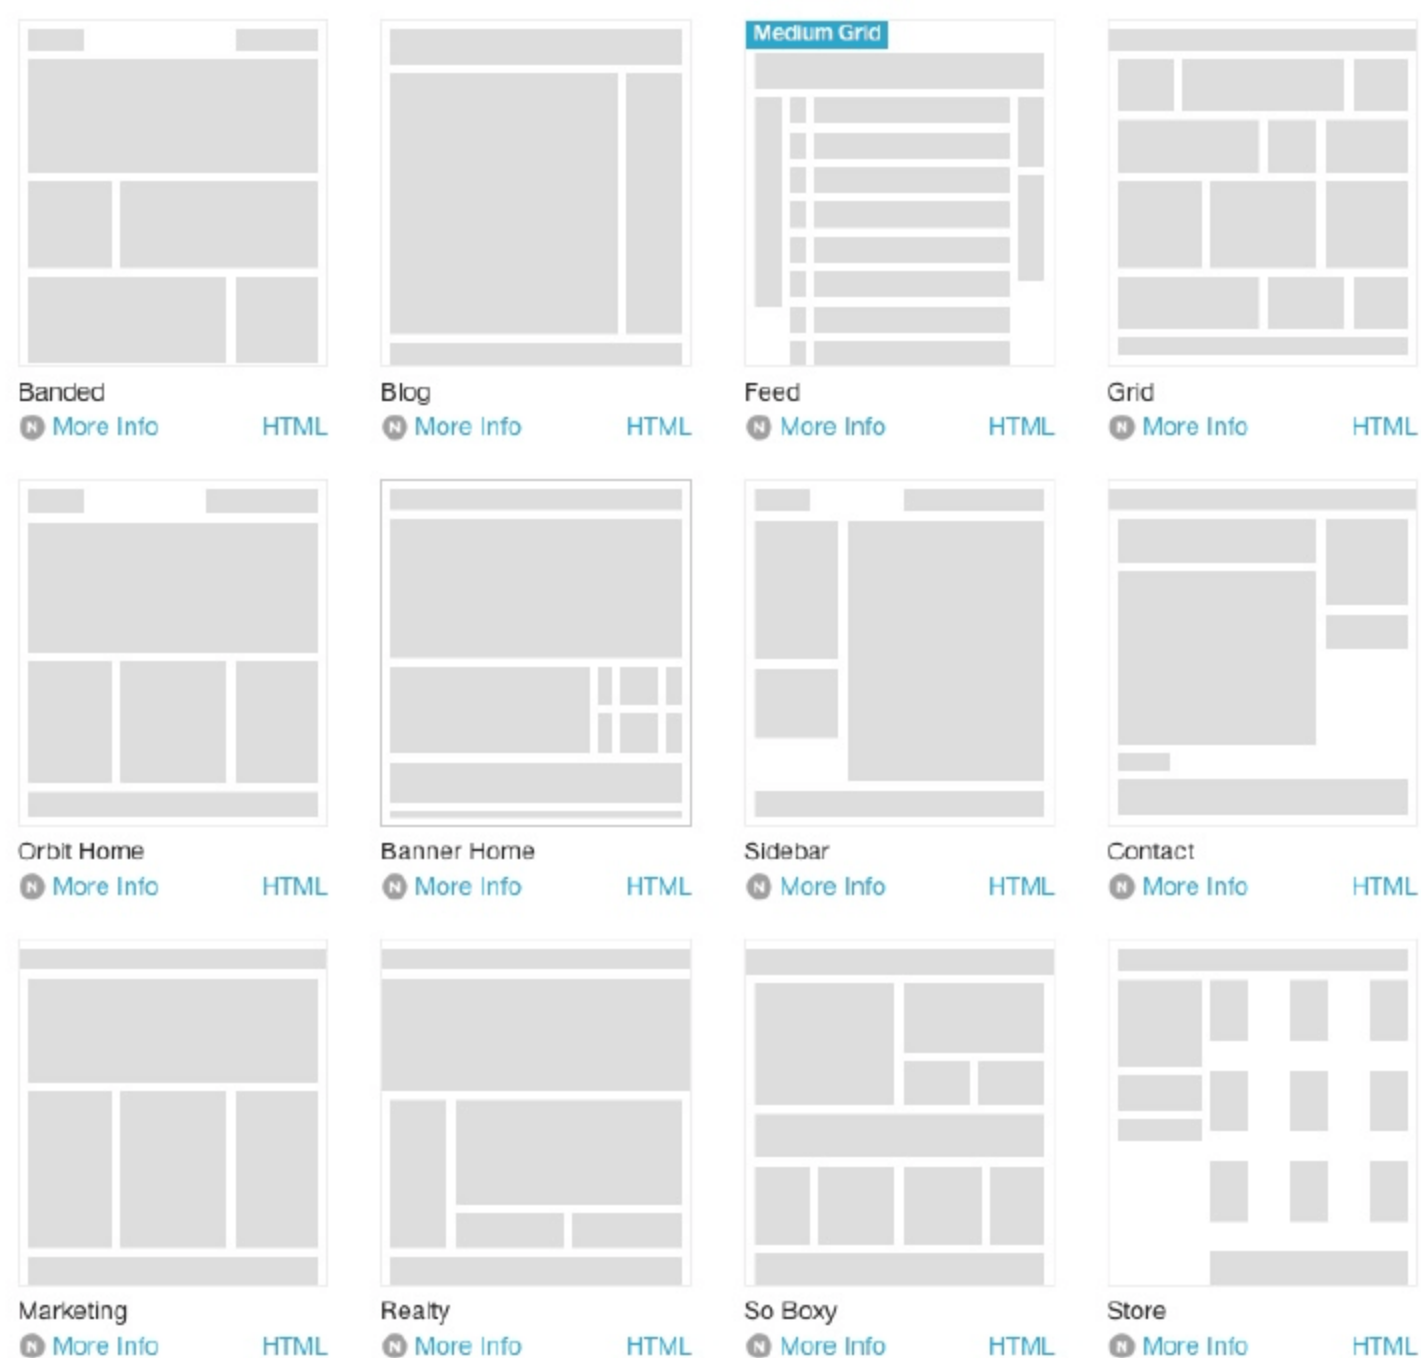 Medium Grid
Banded Blog Feed Grid
N More Info HTML N More Info HTML N More Info HTML N More Info HTML
Orbit Home Banner Home Sidebar Contact
N More Info HTML N More Info HTML N More Info HTML N More Info HTML
Marketing Realty So Boxy Store
N More Info HTML N More Info HTML N More Info HTML N More Info HTML